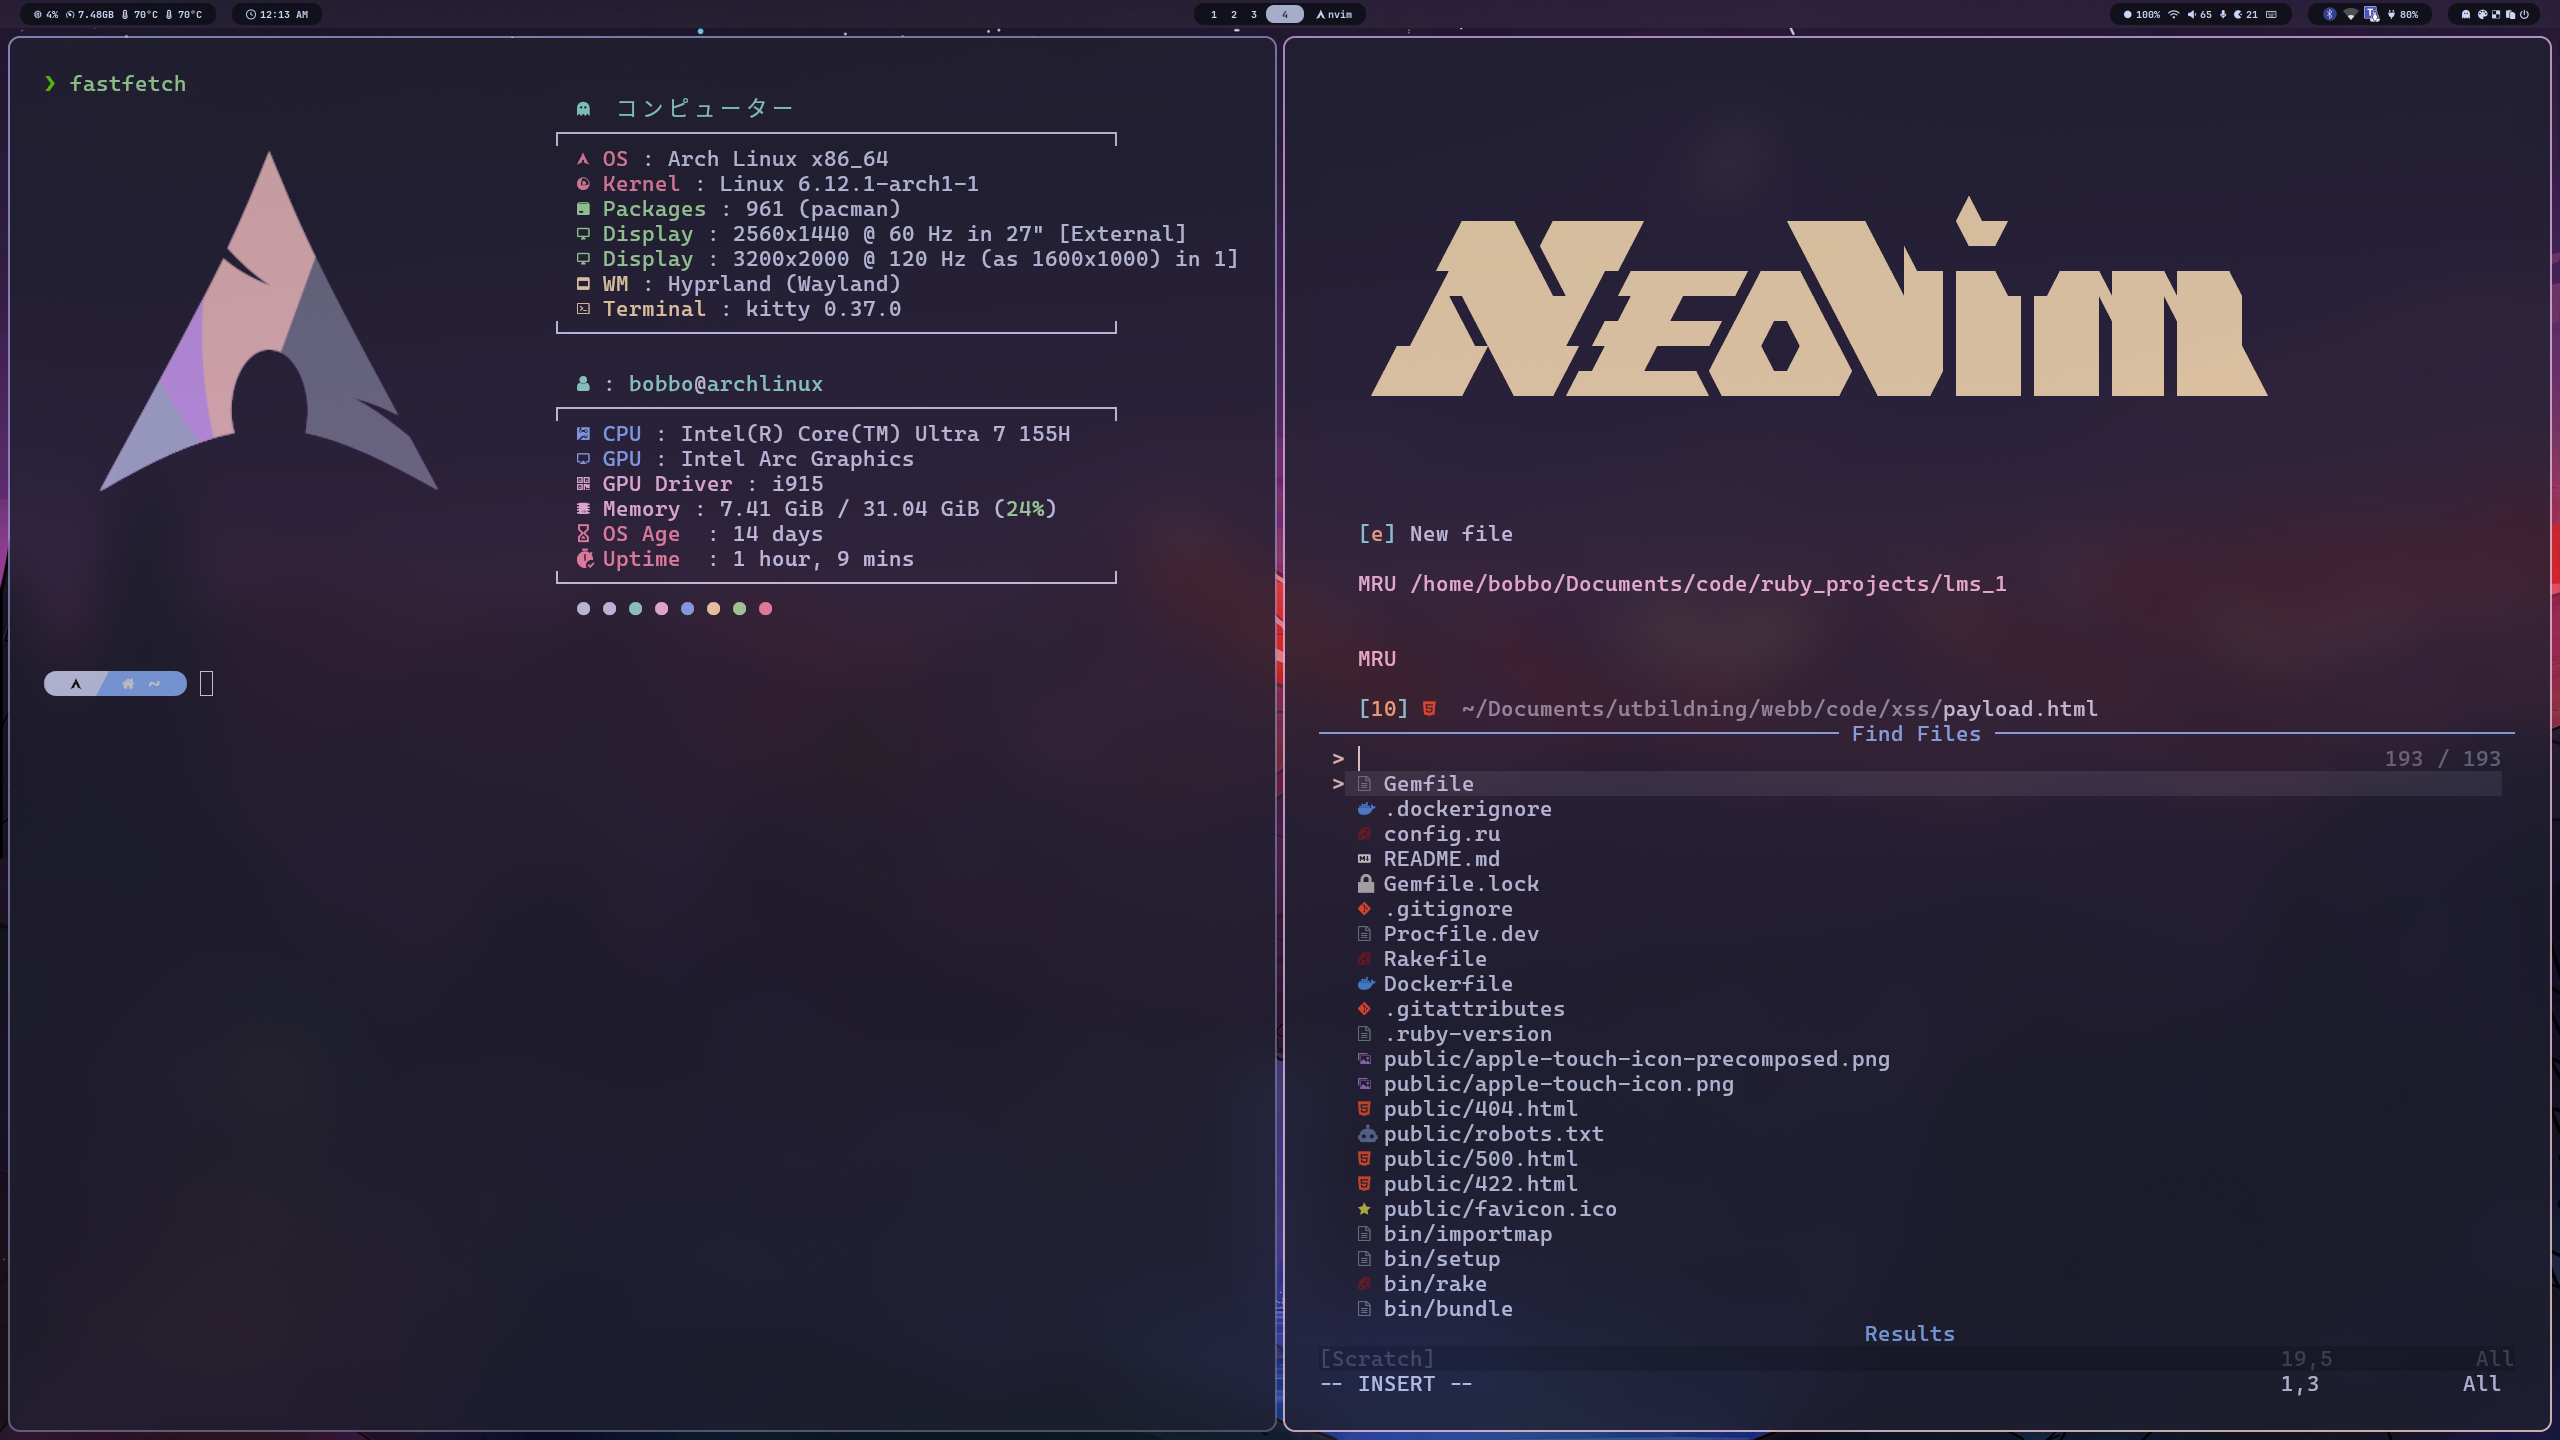 4% 7.48GB 70°C 70°C 12:13 AM
1 2 3 4 nvim
100% 65 21 80%
❯ fastfetch
コンピューター
OS : Arch Linux x86_64
Kernel : Linux 6.12.1-arch1-1
Packages : 961 (pacman)
Display : 2560x1440 @ 60 Hz in 27" [External]
Display : 3200x2000 @ 120 Hz (as 1600x1000) in 1]
WM : Hyprland (Wayland)
Terminal : kitty 0.37.0
: bobbo@archlinux
CPU : Intel(R) Core(TM) Ultra 7 155H
GPU : Intel Arc Graphics
GPU Driver : i915
Memory : 7.41 GiB / 31.04 GiB (24%)
OS Age : 14 days
Uptime : 1 hour, 9 mins
~
NEOVim
[e] New file
MRU /home/bobbo/Documents/code/ruby_projects/lms_1
MRU
[10] ~/Documents/utbildning/webb/code/xss/payload.html
Find Files
> 193 / 193
> Gemfile
.dockerignore
config.ru
README.md
Gemfile.lock
.gitignore
Procfile.dev
Rakefile
Dockerfile
.gitattributes
.ruby-version
public/apple-touch-icon-precomposed.png
public/apple-touch-icon.png
public/404.html
public/robots.txt
public/500.html
public/422.html
public/favicon.ico
bin/importmap
bin/setup
bin/rake
bin/bundle
Results
[Scratch] 19,5 All
-- INSERT -- 1,3 All